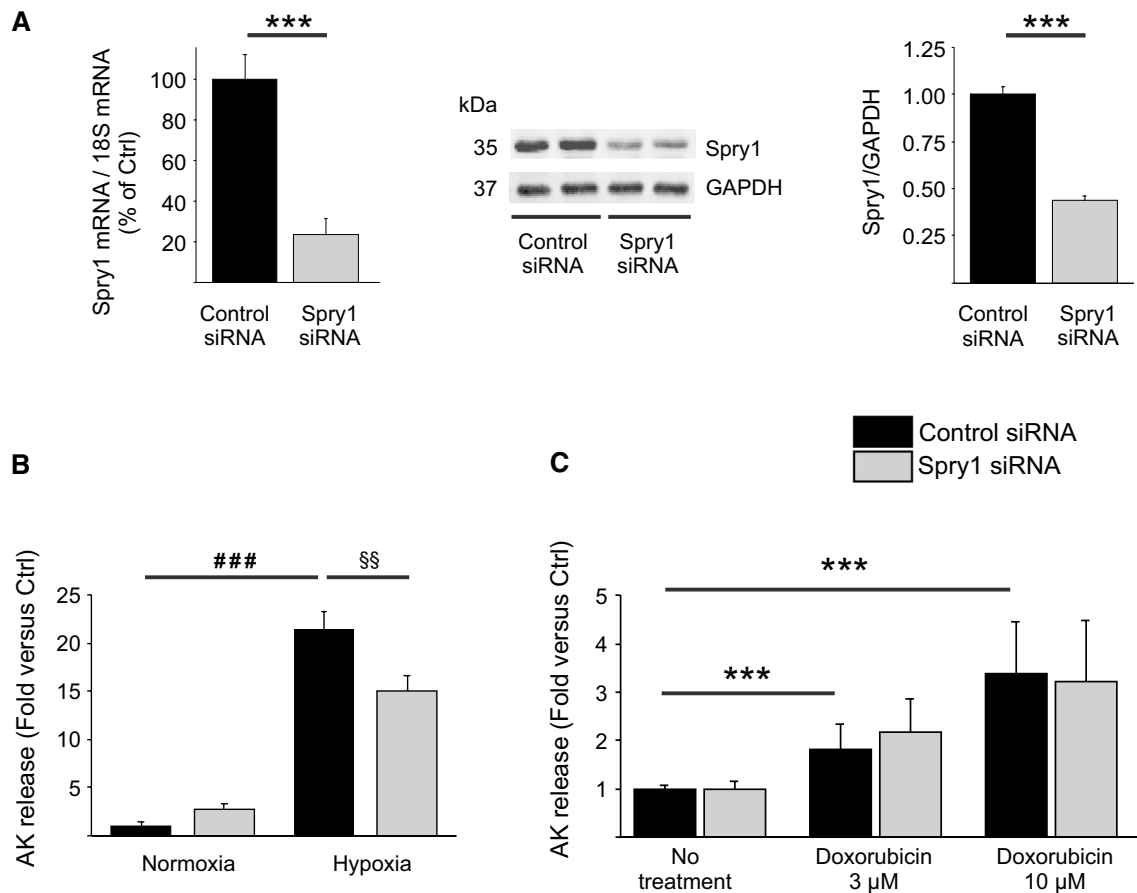 A
***
Spry1 mRNA / 18S mRNA
(% of Ctrl)
100
80
60
40
20
Control
siRNA
Spry1
siRNA
kDa
35
Spry1
37
GAPDH
Control
siRNA
Spry1
siRNA
***
Spry1/GAPDH
1.25
1.00
0.75
0.50
0.25
Control
siRNA
Spry1
siRNA
Control siRNA
Spry1 siRNA
B
AK release (Fold versus Ctrl)
###
§§
25
20
15
10
5
Normoxia
Hypoxia
C
AK release (Fold versus Ctrl)
***
***
5
4
3
2
1
No
treatment
Doxorubicin
3 µM
Doxorubicin
10 µM